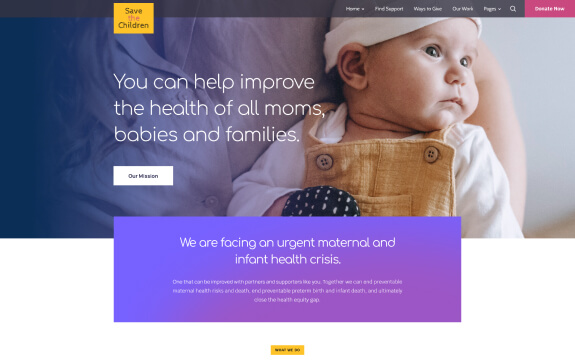 Save
the
Children
Home
Find Support
Ways in Give
Our Work
Pages
Donate Now
You can help improve
the health of all moms,
babies and families.
Our Mission
We are facing an urgent maternal and
infant health crisis.
One that can be improved with partners and supporters like you. Together we can end preventable
maternal health risks and death, end preventable preterm birth and infant death, and ultimately
close the health equity gap.
WHAT WE DO